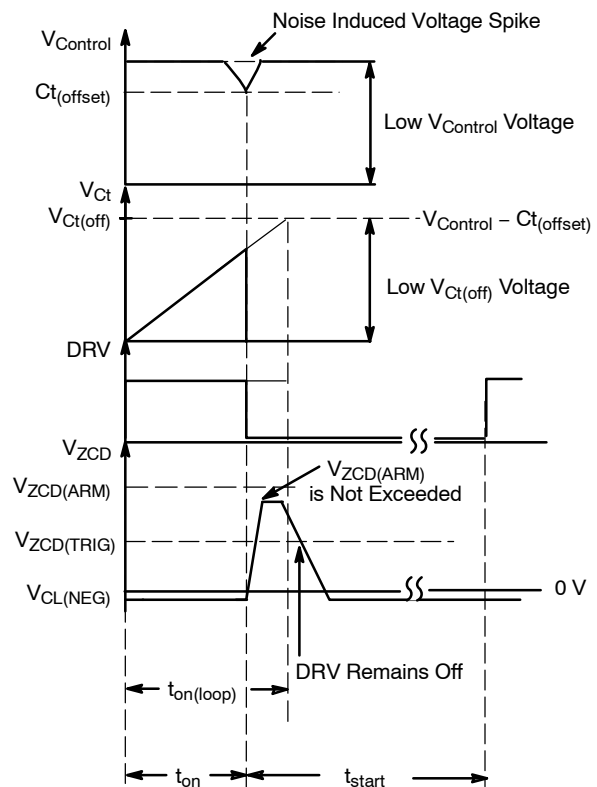 Noise Induced Voltage Spike
VControl
Ct(offset)
Low VControl Voltage
VCt
VCt(off)
VControl – Ct(offset)
Low VCt(off) Voltage
DRV
VZCD
VZCD(ARM)
VZCD(ARM)
is Not Exceeded
VZCD(TRIG)
VCL(NEG)
0 V
DRV Remains Off
ton(loop)
ton
tstart